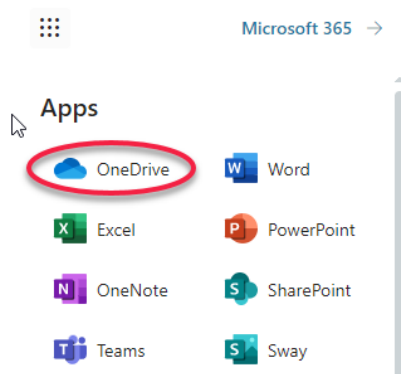 Microsoft 365 →
Apps
OneDrive
W Word
X Excel
P PowerPoint
N OneNote
S SharePoint
T Teams
S Sway